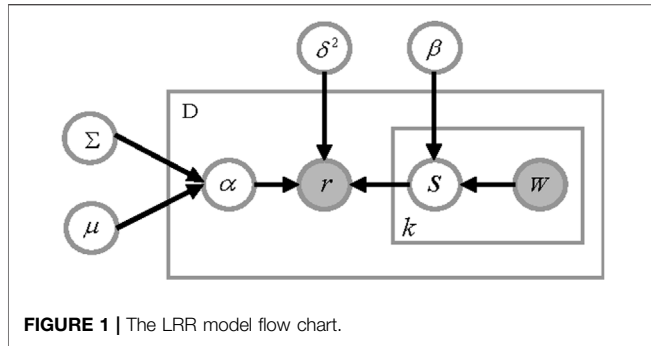 δ²
β
D
Σ
α
r
S
W
μ
k
FIGURE 1 | The LRR model flow chart.